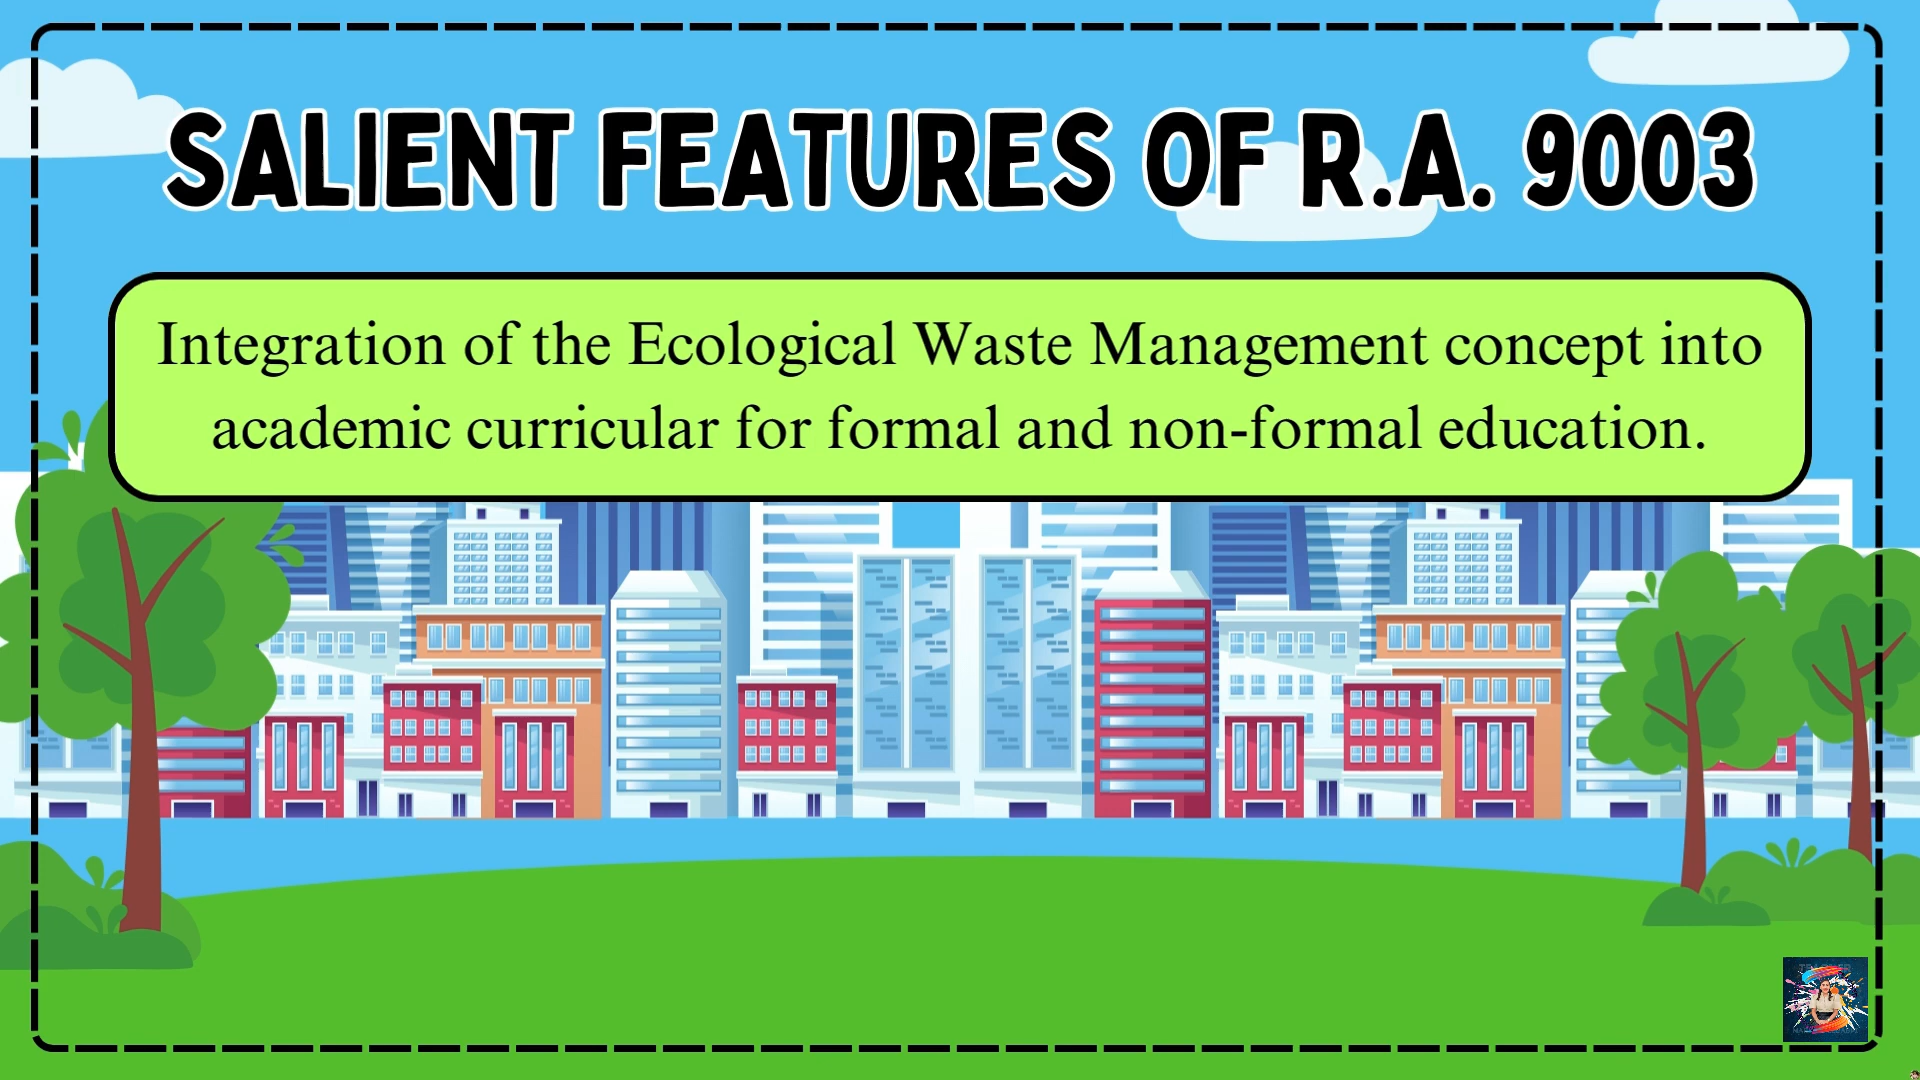 SALIENT FEATURES OF R.A. 9003
Integration of the Ecological Waste Management concept into
academic curricular for formal and non-formal education.